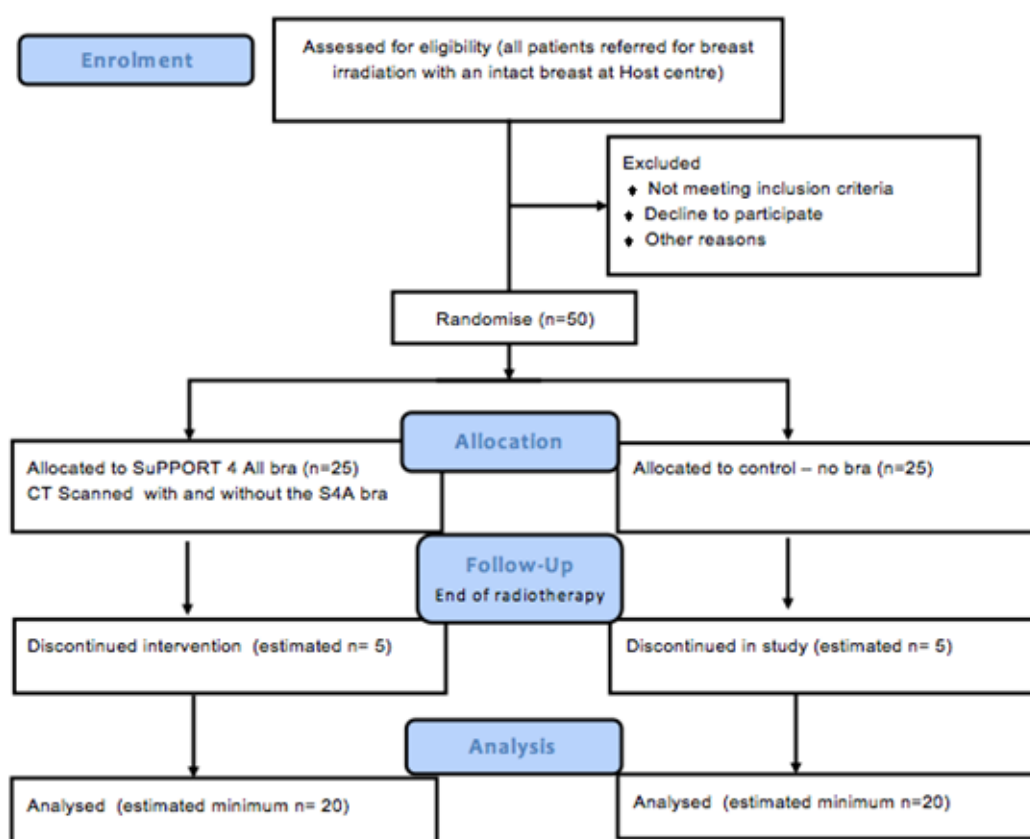 Enrolment
Assessed for eligibility (all patients referred for breast
irradiation with an intact breast at Host centre)
Excluded
♦ Not meeting inclusion criteria
♦ Decline to participate
♦ Other reasons
Randomise (n=50)
Allocation
Allocated to SuPPORT 4 All bra (n=25)
CT Scanned with and without the S4A bra
Allocated to control – no bra (n=25)
Follow-Up
End of radiotherapy
Discontinued intervention (estimated n= 5)
Discontinued in study (estimated n= 5)
Analysis
Analysed (estimated minimum n= 20)
Analysed (estimated minimum n=20)